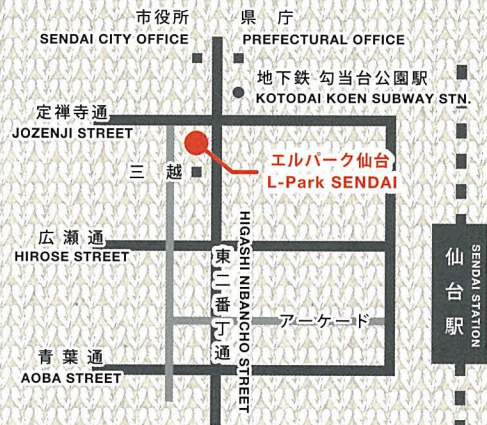 市役所
SENDAI CITY OFFICE
県庁
PREFECTURAL OFFICE
地下鉄 勾当台公園駅
KOTODAI KOEN SUBWAY STN.
定禅寺通
JOZENJI STREET
エルパーク仙台
L-Park SENDAI
三越
広瀬通
HIROSE STREET
東二番丁通
HIGASHI NIBANCHO STREET
仙台駅
SENDAI STATION
アーケード
青葉通
AOBA STREET